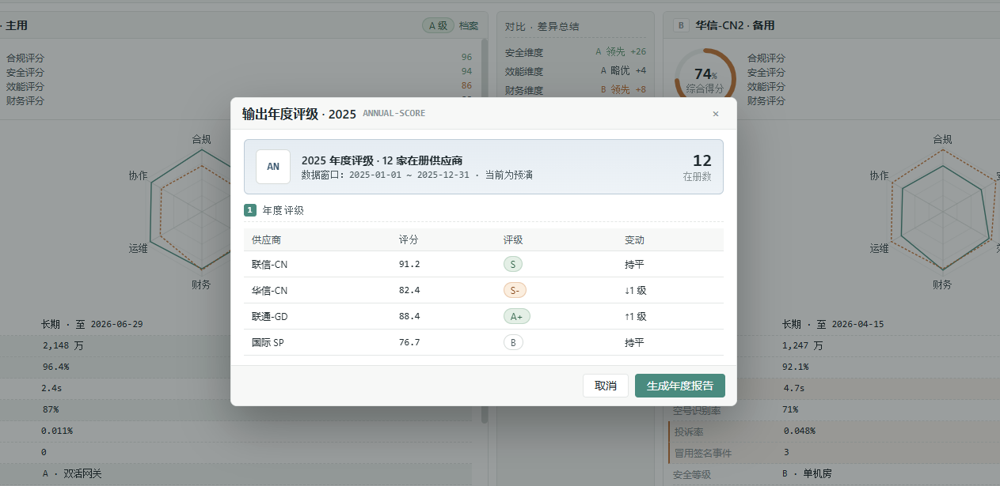 · 主用
A 级 档案
合规评分 96
安全评分 94
效能评分 86
财务评分
合规
协作
运维
财务
长期 · 至 2026-06-29
2,148 万
96.4%
2.4s
87%
0.011%
0
A · 双活网关
对比 · 差异总结
安全维度 A 领先 +26
效能维度 A 略优 +4
财务维度 B 领先 +8
B 华信-CN2 · 备用
74%
综合得分
合规评分
安全评分
效能评分
财务评分
合规
协作
运维
财务
长期 · 至 2026-04-15
1,247 万
92.1%
4.7s
空号识别率 71%
投诉率 0.048%
冒用签名事件 3
安全等级 B · 单机房
输出年度评级 · 2025 ANNUAL-SCORE ×
AN
2025 年度评级 · 12 家在册供应商
数据窗口: 2025-01-01 ~ 2025-12-31 · 当前为预演
12
在册数
1 年度评级
供应商 评分 评级 变动
联信-CN 91.2 S 持平
华信-CN 82.4 S- ↓1 级
联通-GD 88.4 A+ ↑1 级
国际 SP 76.7 B 持平
取消 生成年度报告